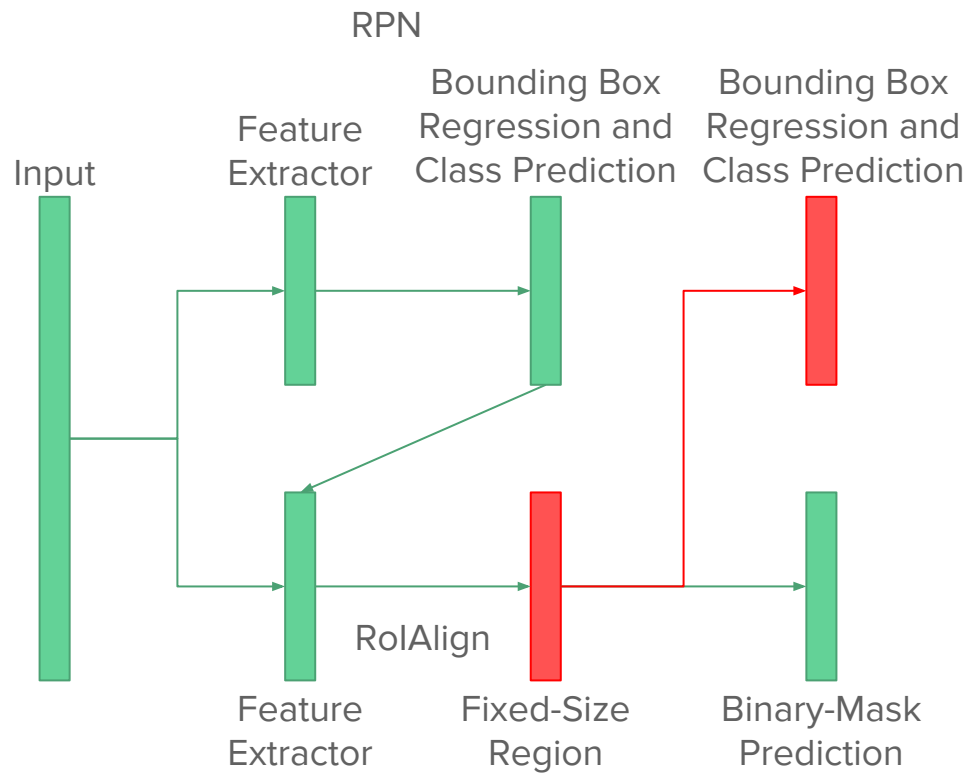 RPN
Input
Feature
Extractor
Bounding Box
Regression and
Class Prediction
Bounding Box
Regression and
Class Prediction
RoIAlign
Feature
Extractor
Fixed-Size
Region
Binary-Mask
Prediction